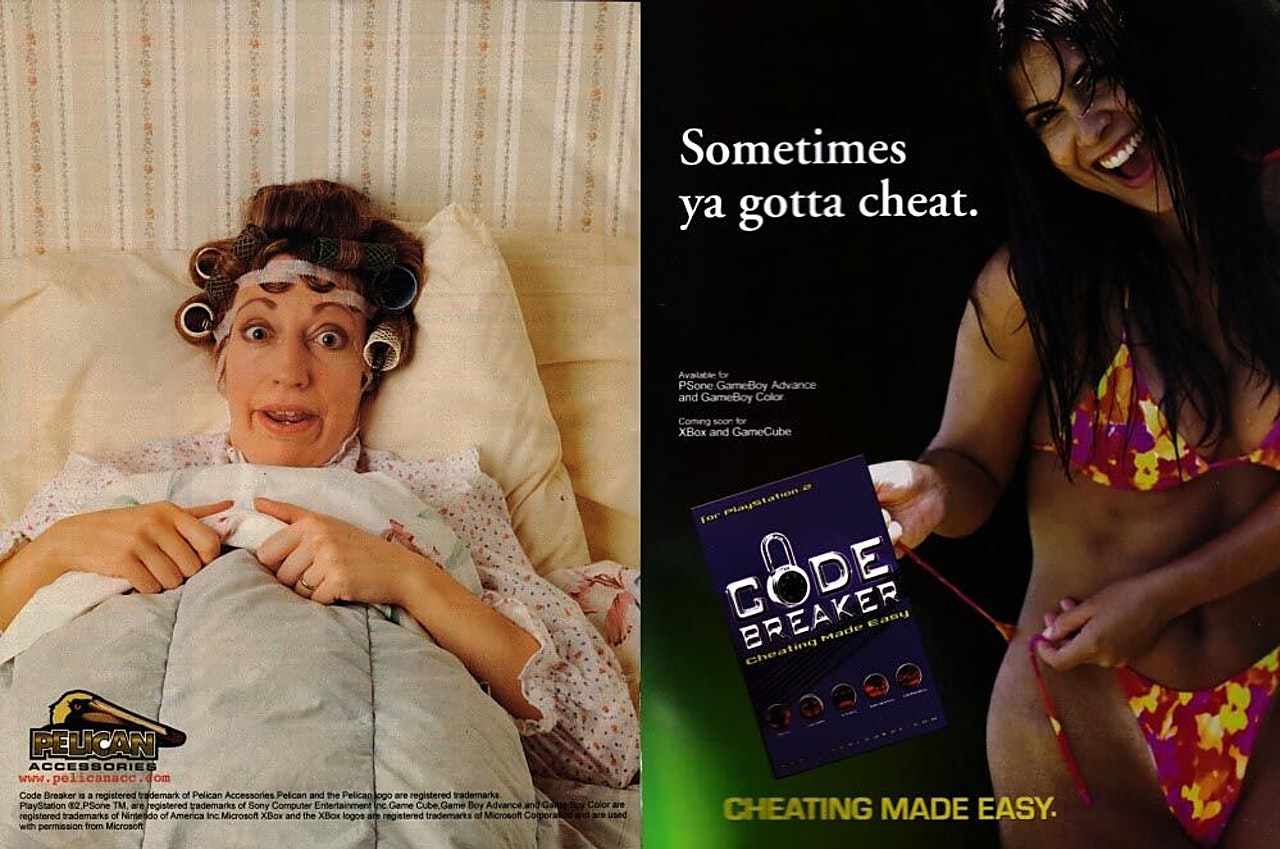 PELICAN
ACCESSORIES
www.pelicanacc.com
Code Breaker is a registered trademark of Pelican Accessories.Pelican and the Pelican logo are registered trademarks.
PlayStation ®2,PSone TM, are registered trademarks of Sony Computer Entertainment Inc.Game Cube,Game Boy Advance,and Game Boy Color are
registered trademarks of Nintendo of America Inc.Microsoft XBox and the XBox logos are registered trademarks of Microsoft Corporation and are used
with permission from Microsoft
Sometimes
ya gotta cheat.
Available for
PSone,GameBoy Advance
and GameBoy Color
Coming soon for
XBox and GameCube
for PlayStation 2
CODE
BREAKER
Cheating Made Easy
CHEATING MADE EASY.